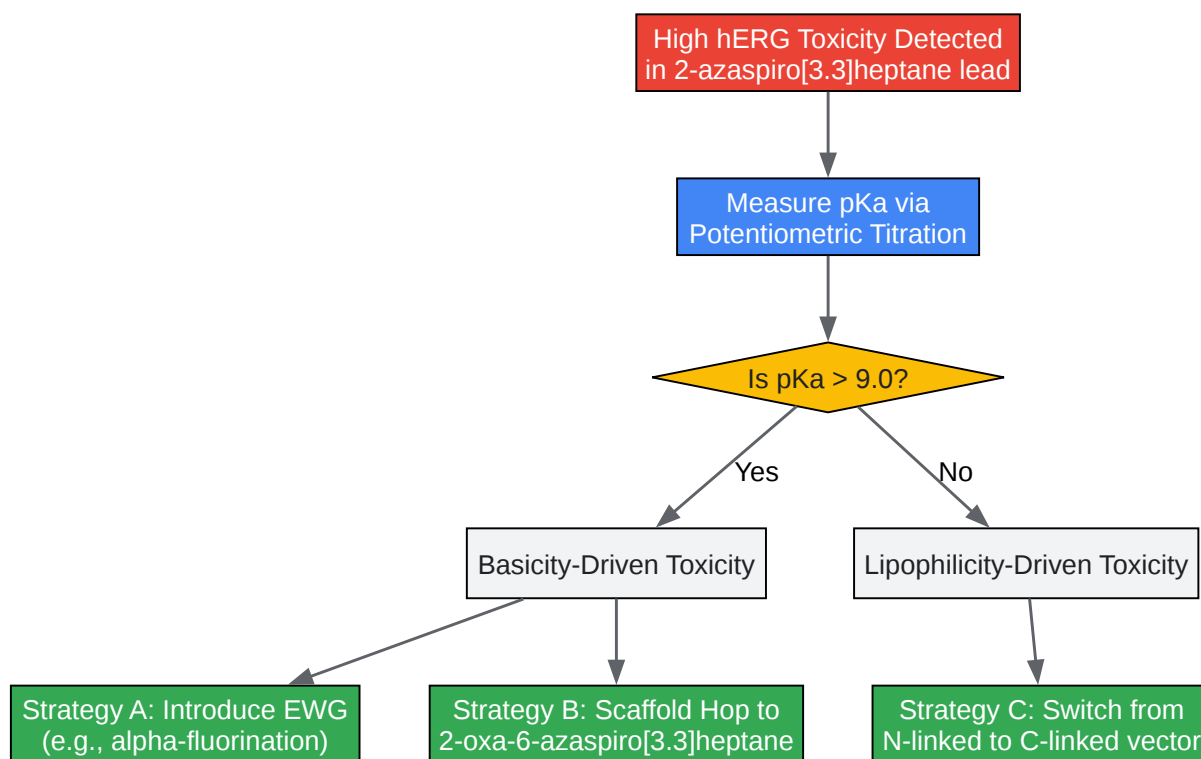 High hERG Toxicity Detected
in 2-azaspiro[3.3]heptane lead
Measure pKa via
Potentiometric Titration
Is pKa > 9.0?
Yes
No
Basicity-Driven Toxicity
Lipophilicity-Driven Toxicity
Strategy A: Introduce EWG
(e.g., alpha-fluorination)
Strategy B: Scaffold Hop to
2-oxa-6-azaspiro[3.3]heptane
Strategy C: Switch from
N-linked to C-linked vector